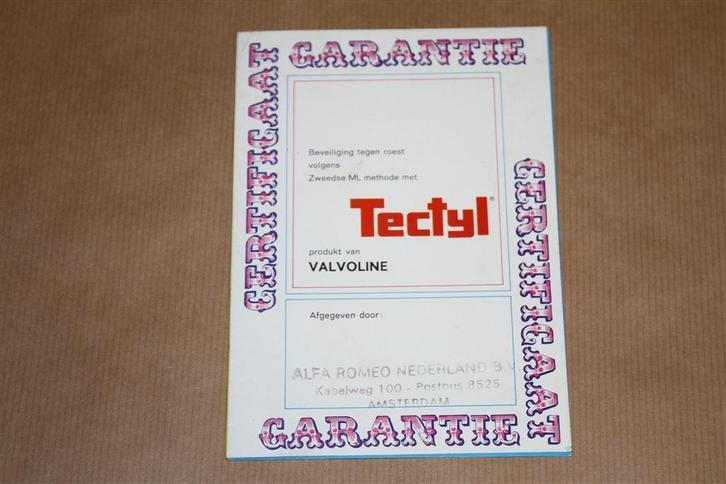 GARANTIE
CERTIFICAAT
Beveiliging tegen roest
volgens
Zweedse ML methode met
Tectyl®
produkt van
VALVOLINE
Afgegeven door:
ALFA ROMEO NEDERLAND B.V
Kabelweg 100 - Postbus 8525
AMSTERDAM
CERTIFICAAT
GARANTIE